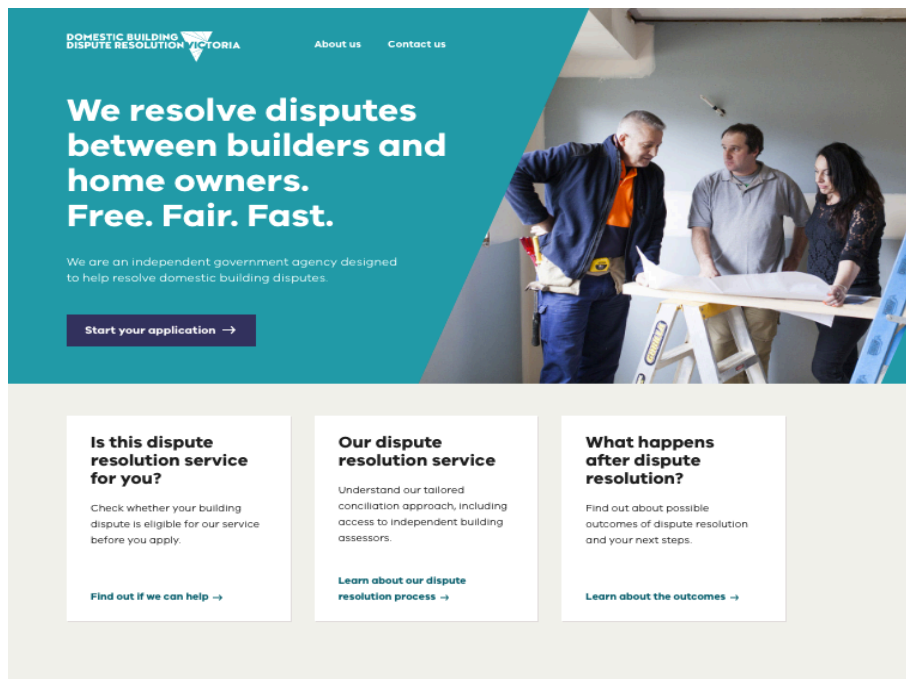 DOMESTIC BUILDING
DISPUTE RESOLUTION VICTORIA
About us
Contact us
We resolve disputes
between builders and
home owners.
Free. Fair. Fast.
We are an independent government agency designed
to help resolve domestic building disputes.
Start your application →
GORILLA
Is this dispute
resolution service
for you?
Check whether your building
dispute is eligible for our service
before you apply.
Find out if we can help →
Our dispute
resolution service
Understand our tailored
conciliation approach, including
access to independent building
assessors.
Learn about our dispute
resolution process →
What happens
after dispute
resolution?
Find out about possible
outcomes of dispute resolution
and your next steps.
Learn about the outcomes →